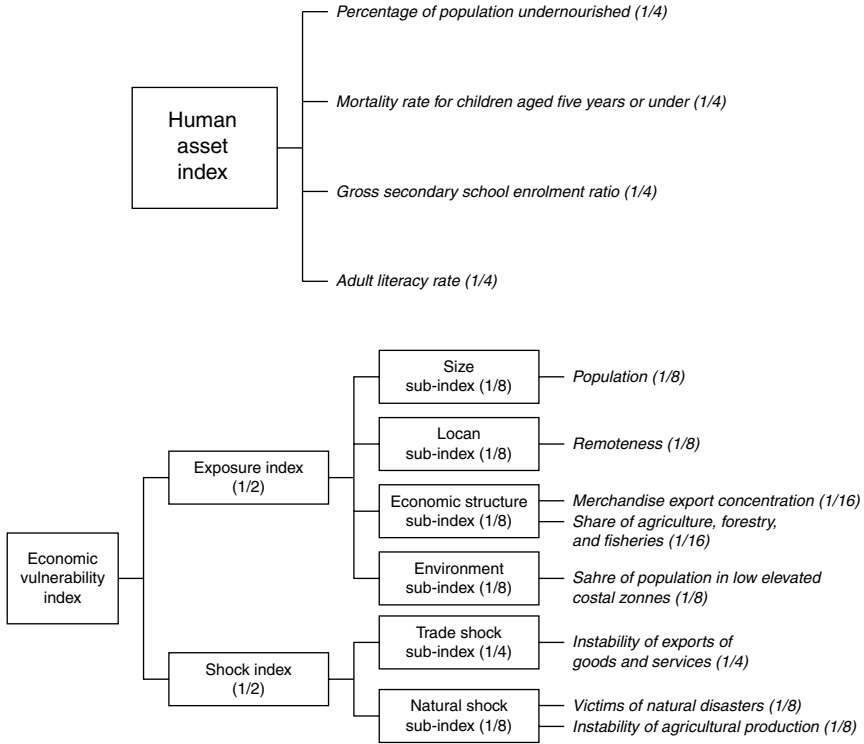 Percentage of population undernourished (1/4)
Mortality rate for children aged five years or under (1/4)
Human
asset
index
Gross secondary school enrolment ratio (1/4)
Adult literacy rate (1/4)
Size
sub-index (1/8)
Population (1/8)
Locan
sub-index (1/8)
Remoteness (1/8)
Exposure index
(1/2)
Economic structure
sub-index (1/8)
Merchandise export concentration (1/16)
Share of agriculture, forestry,
and fisheries (1/16)
Economic
vulnerability
index
Environment
sub-index (1/8)
Sahre of population in low elevated
costal zonnes (1/8)
Trade shock
sub-index (1/4)
Instability of exports of
goods and services (1/4)
Shock index
(1/2)
Natural shock
sub-index (1/8)
Victims of natural disasters (1/8)
Instability of agricultural production (1/8)